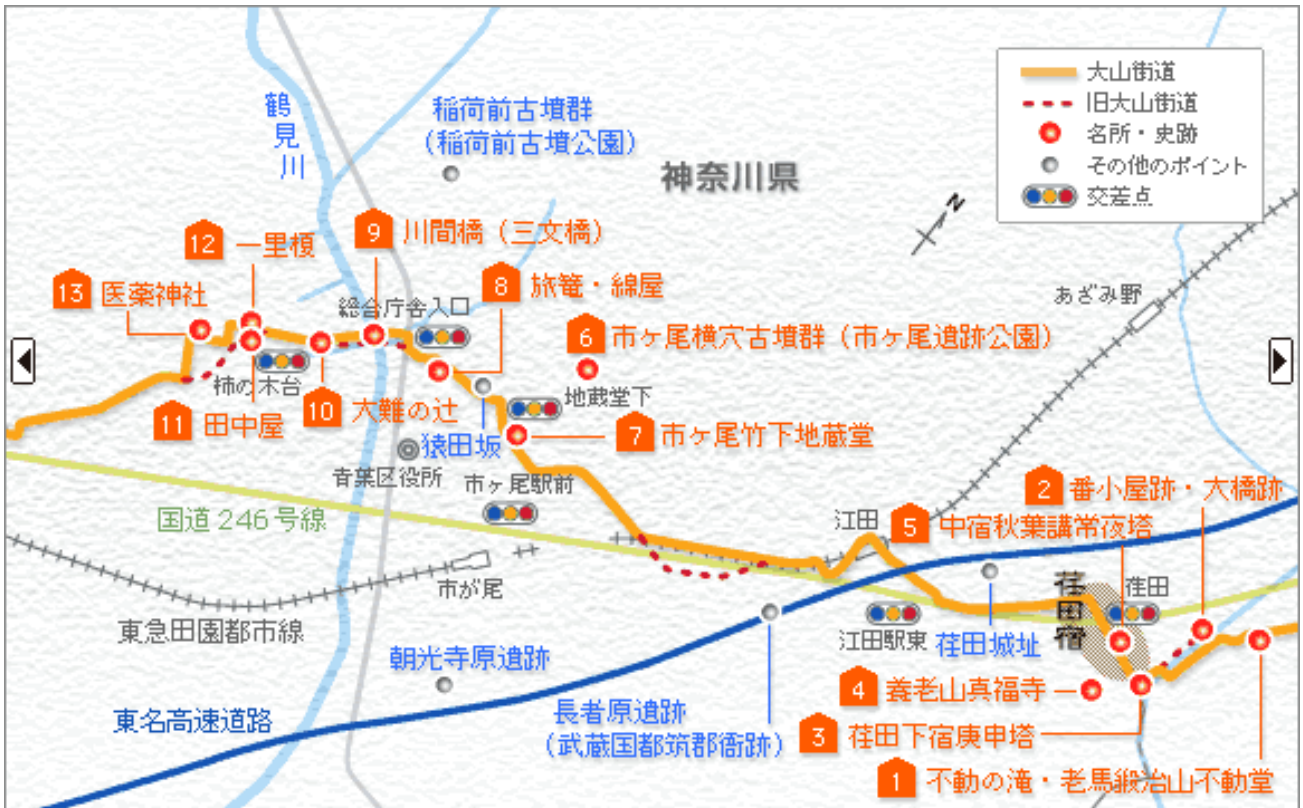 大山街道
旧大山街道
名所・史跡
その他のポイント
交差点
鶴見川
稲荷前古墳群
（稲荷前古墳公園）
神奈川県
N
12 一里榎
9 川間橋（三文橋）
13 医薬神社
総合庁舎入口
8 旅篭・綿屋
あざみ野
6 市ヶ尾横穴古墳群（市ヶ尾遺跡公園）
柿の木台
地蔵堂下
11 田中屋
10 大難の辻
猿田坂
7 市ヶ尾竹下地蔵堂
青葉区役所
市ヶ尾駅前
2 番小屋跡・大橋跡
国道246号線
江田
5 中宿秋葉講常夜塔
市が尾
荏田宿
荏田
東急田園都市線
江田駅東
荏田城址
朝光寺原遺跡
4 養老山真福寺
東名高速道路
長者原遺跡
（武蔵国都筑郡衙跡）
3 荏田下宿庚申塔
1 不動の滝・老馬鍛冶山不動堂